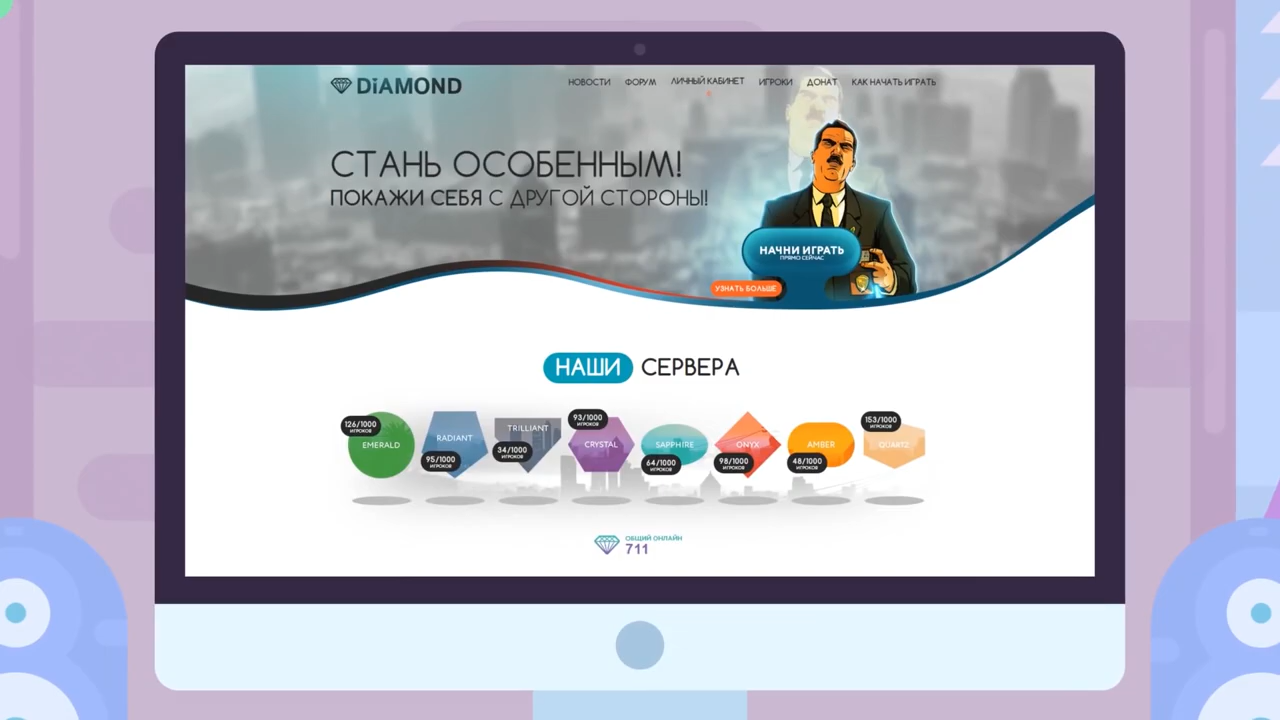 DiAMOND
НОВОСТИ ФОРУМ ЛИЧНЫЙ КАБИНЕТ ИГРОКИ ДОНАТ КАК НАЧАТЬ ИГРАТЬ
СТАНЬ ОСОБЕННЫМ!
ПОКАЖИ СЕБЯ С ДРУГОЙ СТОРОНЫ!
НАЧНИ ИГРАТЬ
ПРЯМО СЕЙЧАС
УЗНАТЬ БОЛЬШЕ
НАШИ СЕРВЕРА
126/1000
ИГРОКОВ
EMERALD
RADIANT
95/1000
ИГРОКОВ
TRILLIANT
34/1000
ИГРОКОВ
93/1000
ИГРОКОВ
CRYSTAL
SAPPHIRE
64/1000
ИГРОКОВ
ONYX
98/1000
ИГРОКОВ
AMBER
48/1000
ИГРОКОВ
153/1000
ИГРОКОВ
QUARTZ
ОБЩИЙ ОНЛАЙН
711